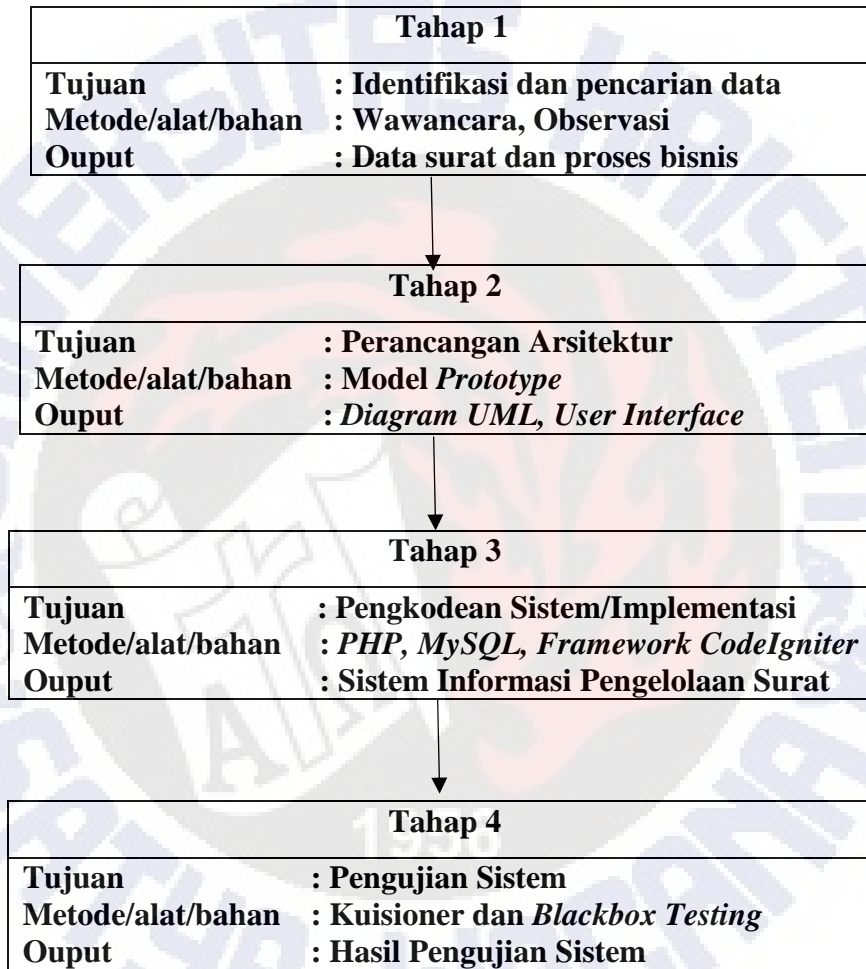 Tahap 1
Tujuan : Identifikasi dan pencarian data
Metode/alat/bahan : Wawancara, Observasi
Ouput : Data surat dan proses bisnis
Tahap 2
Tujuan : Perancangan Arsitektur
Metode/alat/bahan : Model Prototype
Ouput : Diagram UML, User Interface
Tahap 3
Tujuan : Pengkodean Sistem/Implementasi
Metode/alat/bahan : PHP, MySQL, Framework CodeIgniter
Ouput : Sistem Informasi Pengelolaan Surat
1956
Tahap 4
Tujuan : Pengujian Sistem
Metode/alat/bahan : Kuisioner dan Blackbox Testing
Ouput : Hasil Pengujian Sistem